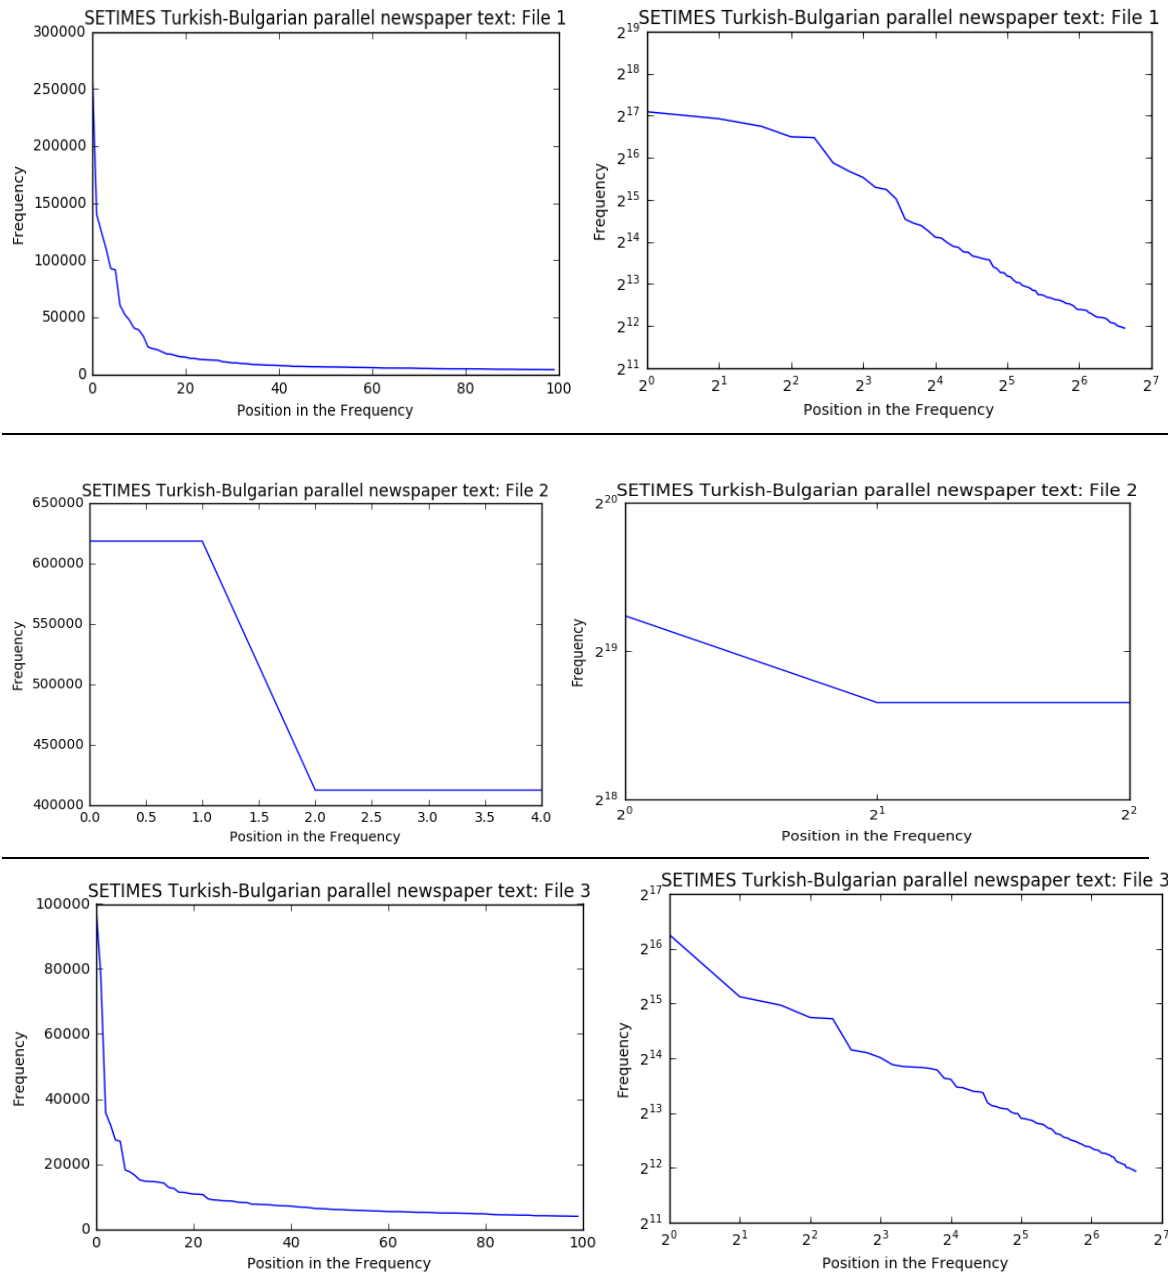 SETIMES Turkish-Bulgarian parallel newspaper text: File 1
300000
250000
200000
150000
100000
50000
0
Frequency
0 20 40 60 80 100
Position in the Frequency
SETIMES Turkish-Bulgarian parallel newspaper text: File 1
2^19
2^18
2^17
2^16
2^15
2^14
2^13
2^12
2^11
Frequency
2^0 2^1 2^2 2^3 2^4 2^5 2^6 2^7
Position in the Frequency
SETIMES Turkish-Bulgarian parallel newspaper text: File 2
650000
600000
550000
500000
450000
400000
Frequency
0.0 0.5 1.0 1.5 2.0 2.5 3.0 3.5 4.0
Position in the Frequency
SETIMES Turkish-Bulgarian parallel newspaper text: File 2
2^20
2^19
2^18
Frequency
2^0 2^1 2^2
Position in the Frequency
SETIMES Turkish-Bulgarian parallel newspaper text: File 3
100000
80000
60000
40000
20000
0
Frequency
0 20 40 60 80 100
Position in the Frequency
SETIMES Turkish-Bulgarian parallel newspaper text: File 3
2^17
2^16
2^15
2^14
2^13
2^12
2^11
Frequency
2^0 2^1 2^2 2^3 2^4 2^5 2^6 2^7
Position in the Frequency